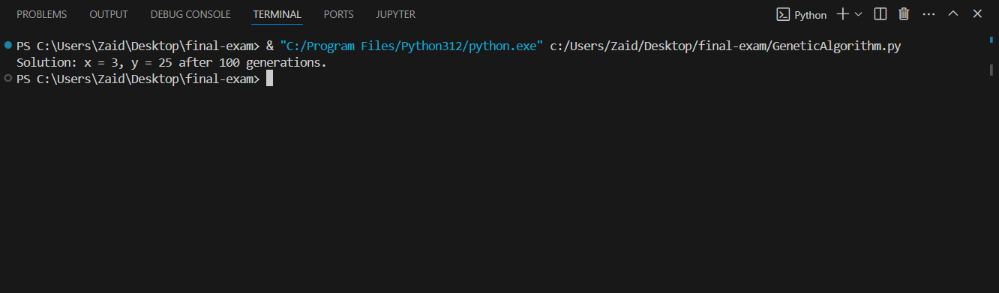 PROBLEMS OUTPUT DEBUG CONSOLE TERMINAL PORTS JUPYTER Python
PS C:\Users\Zaid\Desktop\final-exam> & "C:/Program Files/Python312/python.exe" c:/Users/Zaid/Desktop/final-exam/GeneticAlgorithm.py
Solution: x = 3, y = 25 after 100 generations.
PS C:\Users\Zaid\Desktop\final-exam>